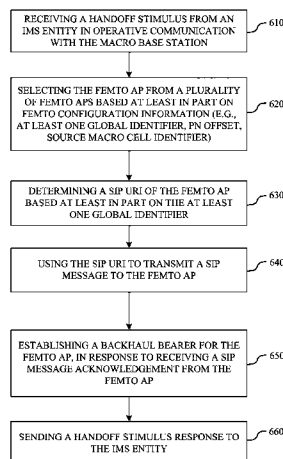 RECEIVING A HANDOFF STIMULUS FROM AN
IMS ENTITY IN OPERATIVE COMMUNICATION
WITH THE MACRO BASE STATION
610
SELECTING THE FEMTO AP FROM A PLURALITY
OF FEMTO APS BASED AT LEAST IN PART ON
FEMTO CONFIGURATION INFORMATION (E.G.,
AT LEAST ONE GLOBAL IDENTIFIER, PN OFFSET,
SOURCE MACRO CELL IDENTIFIER)
620
DETERMINING A SIP URI OF THE FEMTO AP
BASED AT LEAST IN PART ON THE AT LEAST
ONE GLOBAL IDENTIFIER
630
USING THE SIP URI TO TRANSMIT A SIP
MESSAGE TO THE FEMTO AP
640
ESTABLISHING A BACKHAUL BEARER FOR THE
FEMTO AP, IN RESPONSE TO RECEIVING A SIP
MESSAGE ACKNOWLEDGEMENT FROM THE
FEMTO AP
650
SENDING A HANDOFF STIMULUS RESPONSE TO
THE IMS ENTITY
660